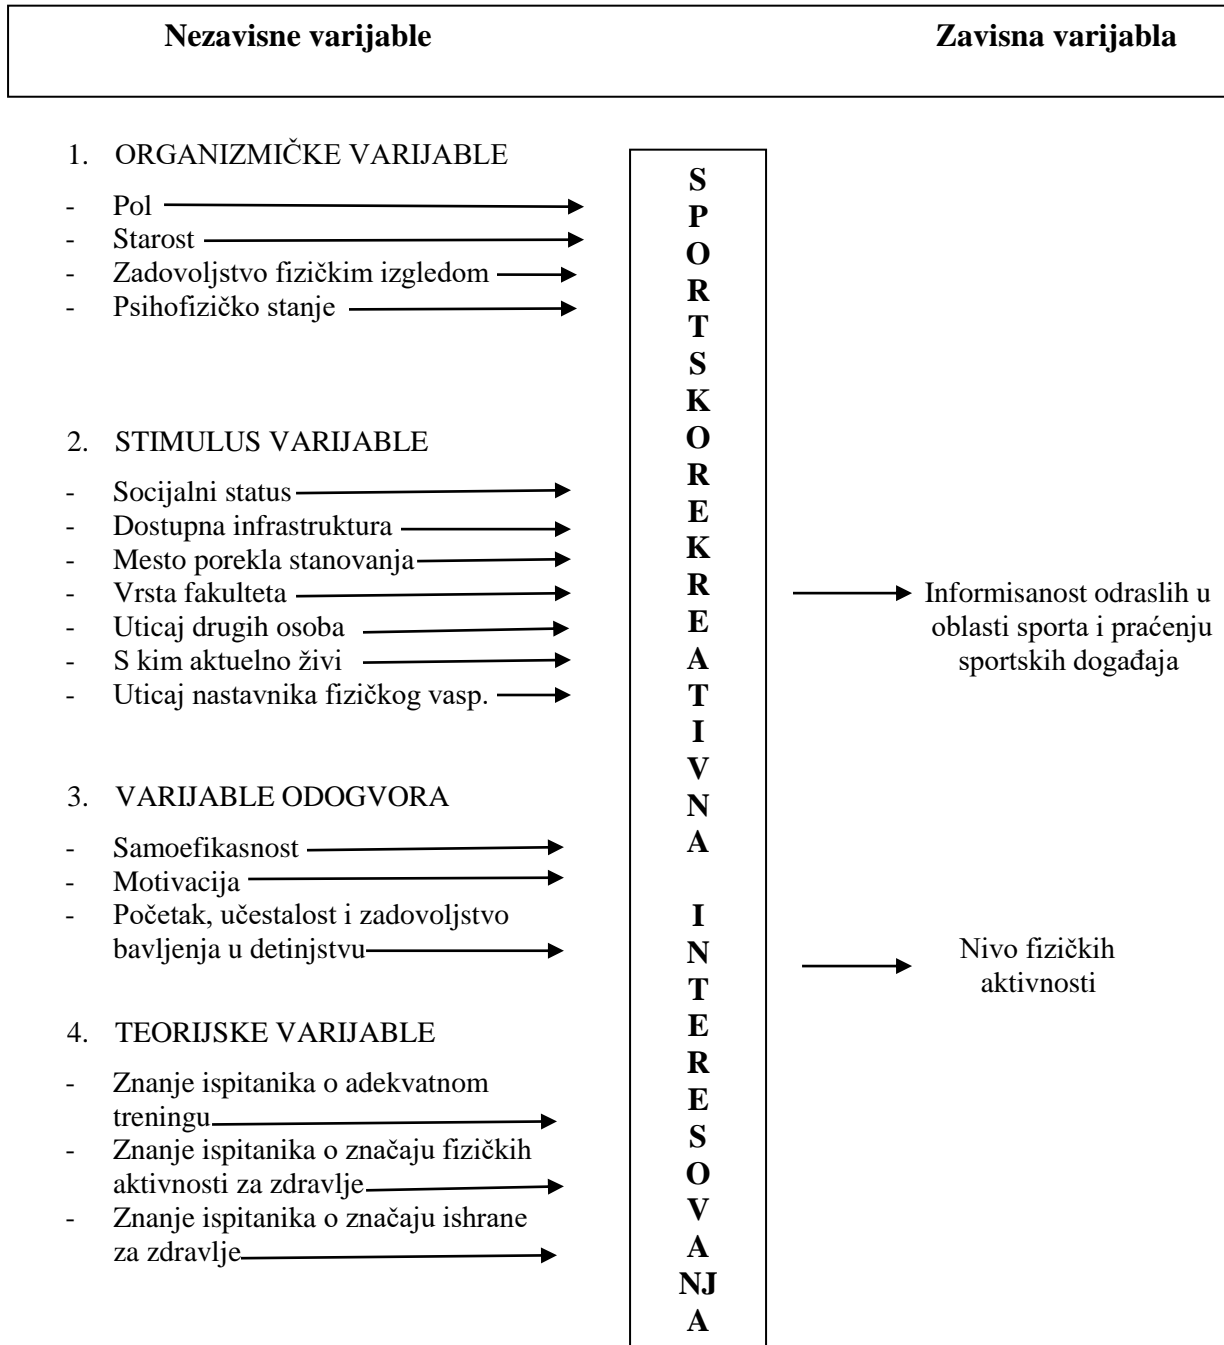 Nezavisne varijable Zavisna varijabla
1. ORGANIZMIČKE VARIJABLE
- Pol
- Starost
- Zadovoljstvo fizičkim izgledom
- Psihofizičko stanje
2. STIMULUS VARIJABLE
- Socijalni status
- Dostupna infrastruktura
- Mesto porekla stanovanja
- Vrsta fakulteta
- Uticaj drugih osoba
- S kim aktuelno živi
- Uticaj nastavnika fizičkog vasp.
3. VARIJABLE ODOGVORA
- Samoefikasnost
- Motivacija
- Početak, učestalost i zadovoljstvo
bavljenja u detinjstvu
4. TEORIJSKE VARIJABLE
- Znanje ispitanika o adekvatnom
treningu
- Znanje ispitanika o značaju fizičkih
aktivnosti za zdravlje
- Znanje ispitanika o značaju ishrane
za zdravlje
S
P
O
R
T
S
K
O
R
E
K
R
E
A
T
I
V
N
A
I
N
T
E
R
E
S
O
V
A
NJ
A
Informisanost odraslih u
oblasti sporta i praćenju
sportskih događaja
Nivo fizičkih
aktivnosti